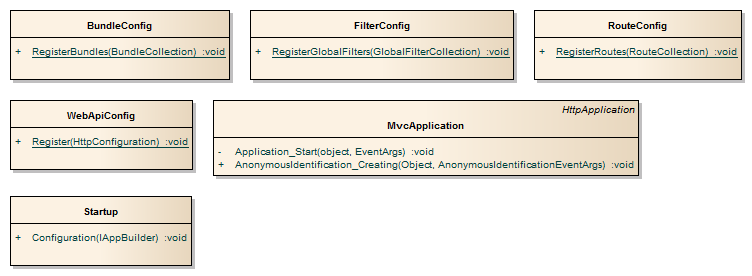 BundleConfig
+ RegisterBundles(BundleCollection) :void
FilterConfig
+ RegisterGlobalFilters(GlobalFilterCollection) :void
RouteConfig
+ RegisterRoutes(RouteCollection) :void
WebApiConfig
+ Register(HttpConfiguration) :void
HttpApplication
MvcApplication
- Application_Start(object, EventArgs) :void
+ AnonymousIdentification_Creating(Object, AnonymousIdentificationEventArgs) :void
Startup
+ Configuration(IAppBuilder) :void